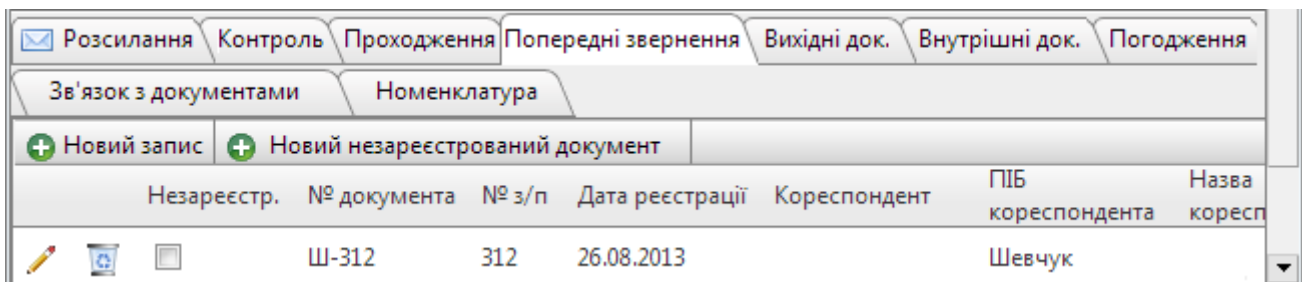 Розсилання Контроль Проходження Попередні звернення Вихідні док. Внутрішні док. Погодження
Зв'язок з документами Номенклатура
Новий запис Новий незареєстрований документ
Незареєстр. № документа № з/п Дата реєстрації Кореспондент ПІБ кореспондента Назва коресп
Ш-312 312 26.08.2013 Шевчук